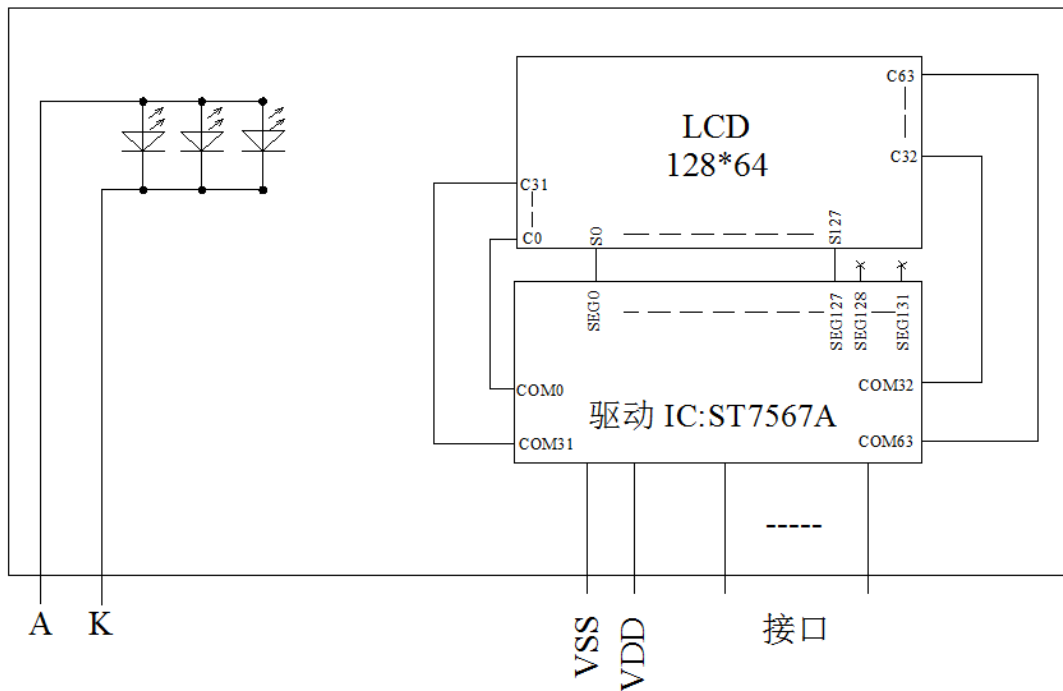 C63
LCD
128*64
C32
C31
C0
S0
S127
SEG0
SEG127
SEG128
SEG131
COM0
COM32
驱动 IC:ST7567A
COM31
COM63
A
K
VSS
VDD
接口